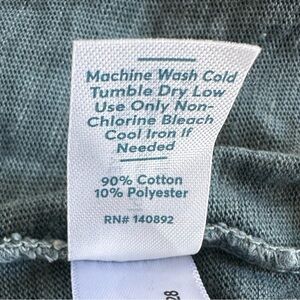 Machine Wash Cold
Tumble Dry Low
Use Only Non-
Chlorine Bleach
Cool Iron If
Needed
90% Cotton
10% Polyester
RN# 140892
28